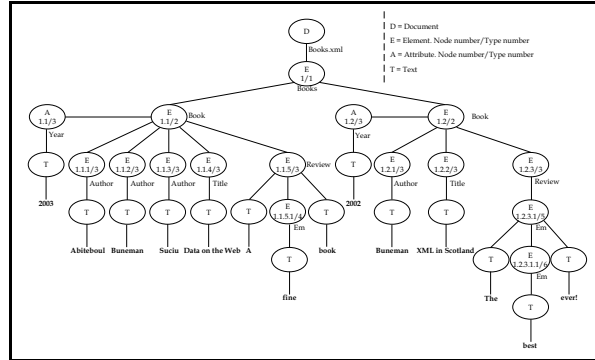 D
D = Document
E = Element. Node number/Type number
A = Attribute. Node number/Type number
T = Text
Books.xml
E
1/1
Books
A
1.1/3
Year
E
1.1/2
Book
A
1.2/3
Year
E
1.2/2
Book
T
2003
E
1.1.1/3
Author
E
1.1.2/3
Author
E
1.1.3/3
Author
E
1.1.4/3
Title
E
1.1.5/3
Review
T
2002
E
1.2.1/3
Author
E
1.2.2/3
Title
E
1.2.3/3
Review
T
Abiteboul
T
Buneman
T
Suciu
T
Data on the Web
T
A
E
1.1.5.1/4
Em
T
book
T
Buneman
T
XML in Scotland
E
1.2.3.1/5
Em
T
fine
T
The
E
1.2.3.1.1/6
Em
T
ever!
T
best